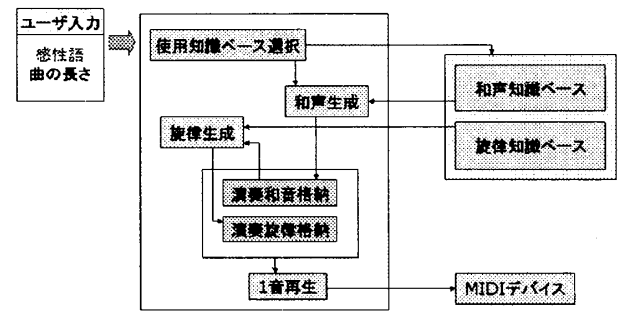 ユーザ入力
感性語
曲の長さ
使用知識ベース選択
和声生成
旋律生成
和声知識ベース
旋律知識ベース
演奏和音格納
演奏旋律格納
1音再生
MIDIデバイス